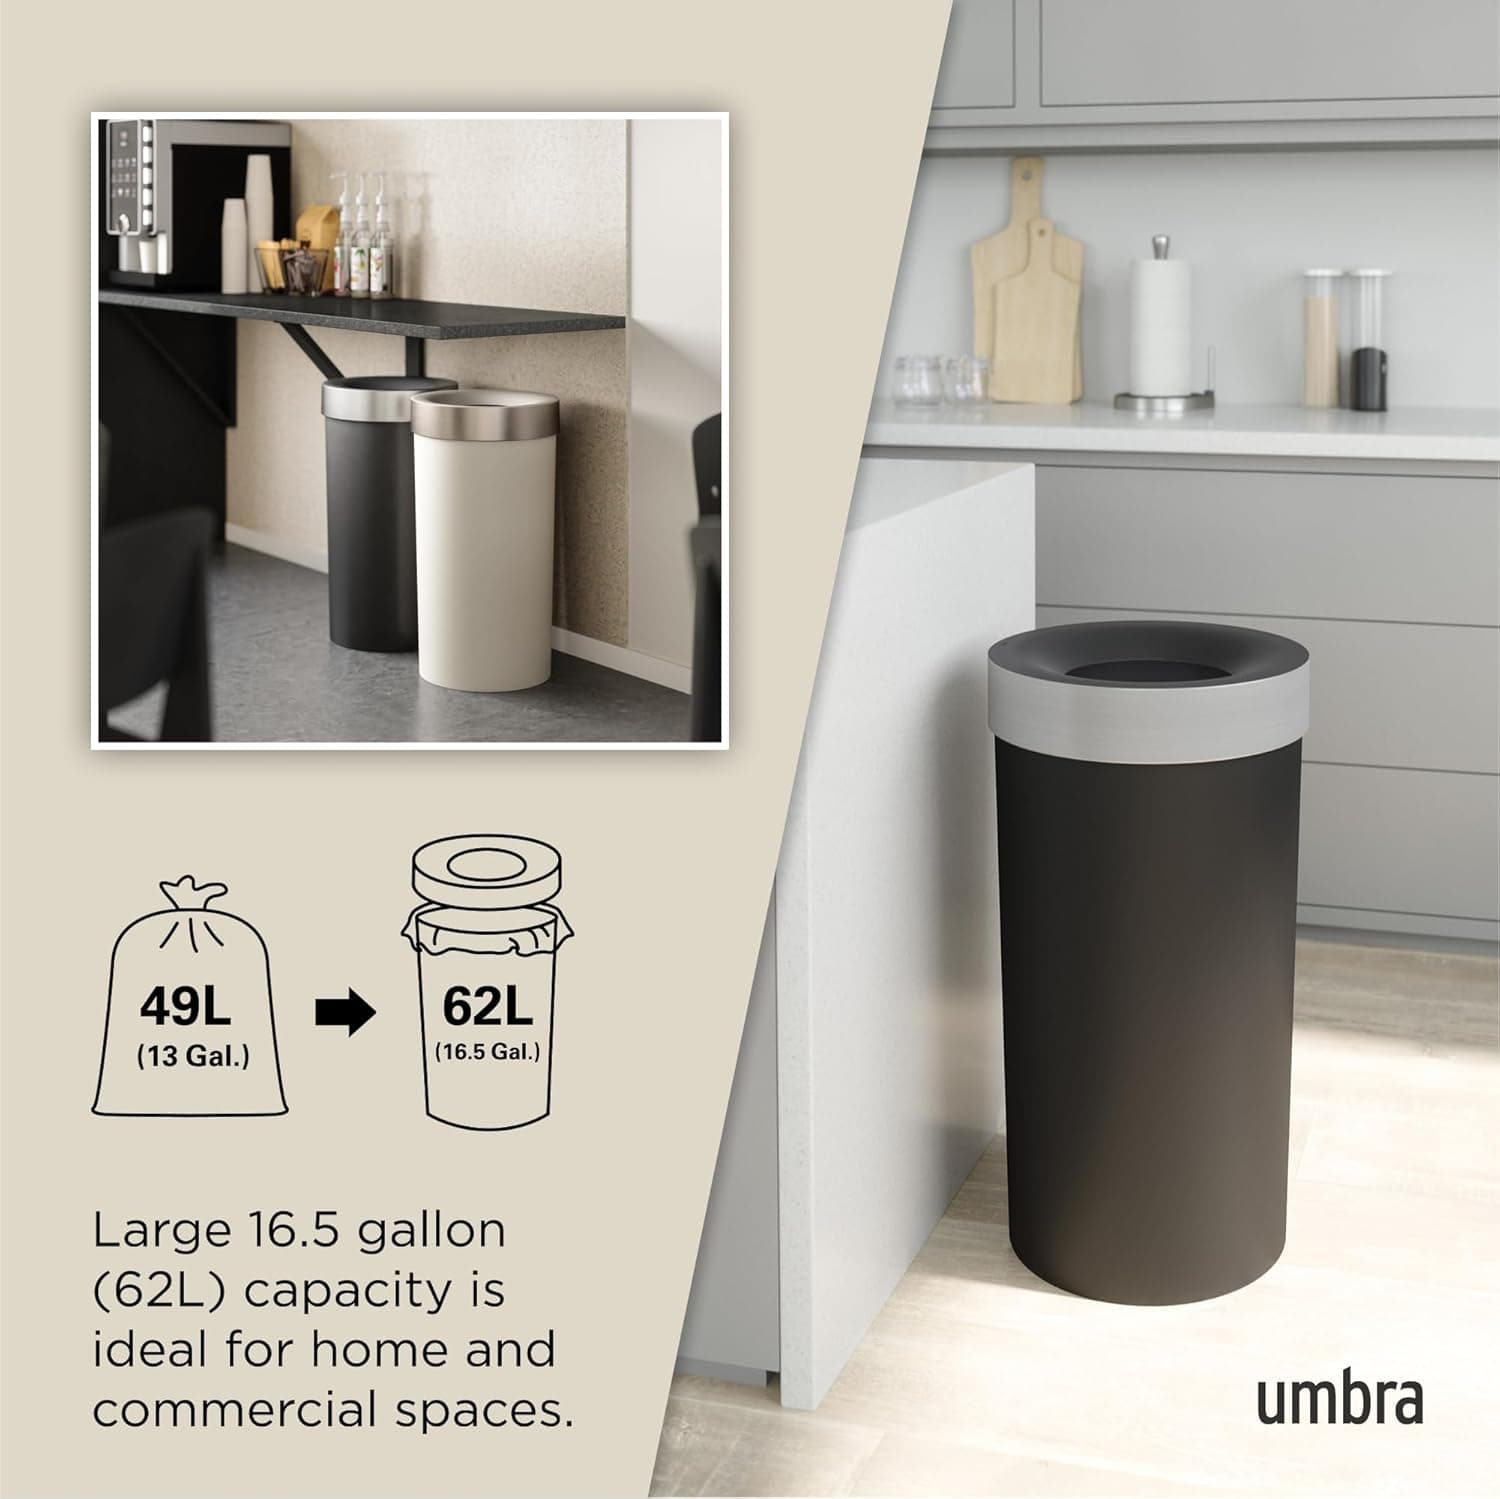 49L
(13 Gal.)
62L
(16.5 Gal.)
Large 16.5 gallon
(62L) capacity is
ideal for home and
commercial spaces.
umbra